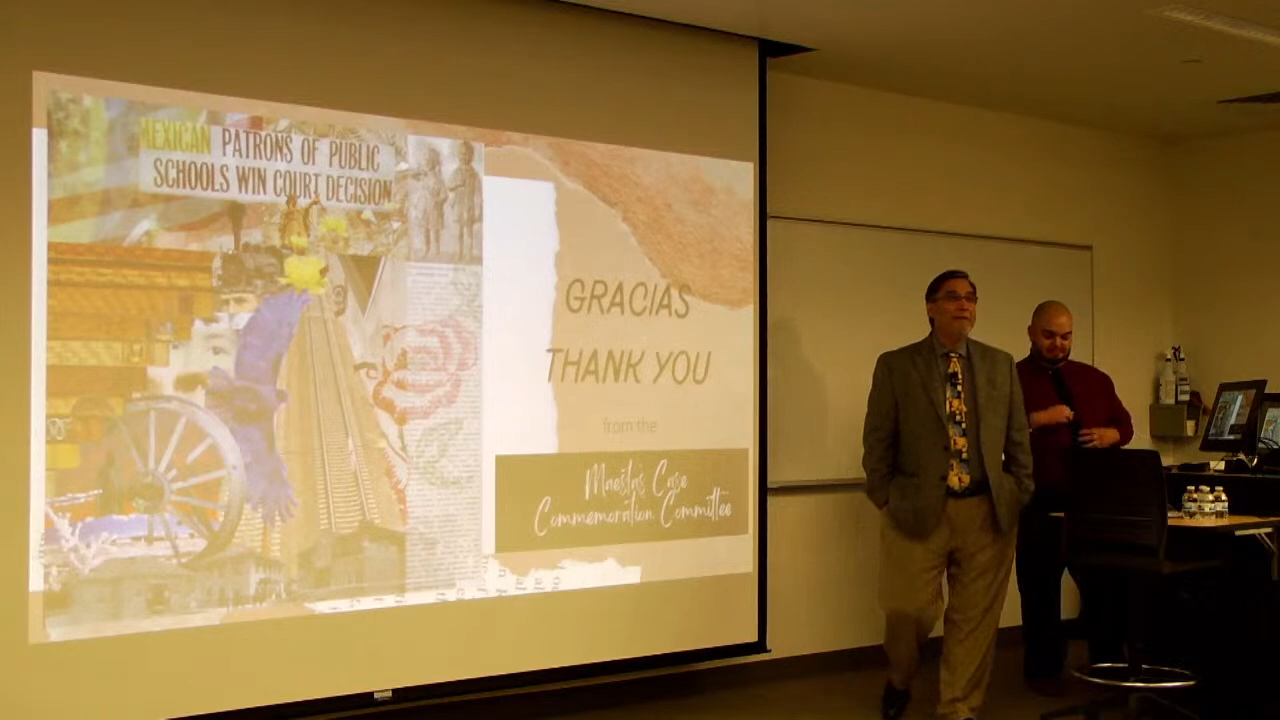 MEXICAN PATRONS OF PUBLIC
SCHOOLS WIN COURT DECISION
GRACIAS
THANK YOU
from the
Maestas Case
Commemoration Committee